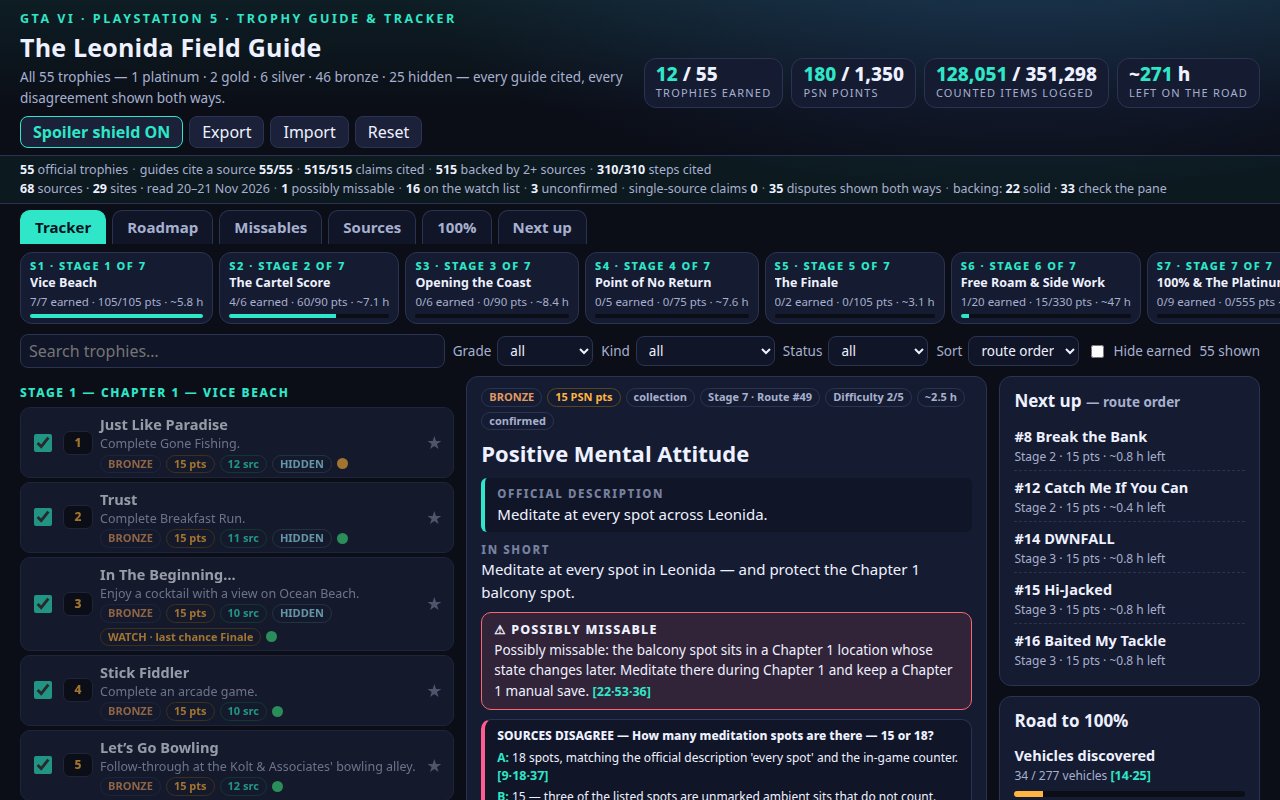 GTA VI · PLAYSTATION 5 · TROPHY GUIDE & TRACKER
The Leonida Field Guide
All 55 trophies — 1 platinum · 2 gold · 6 silver · 46 bronze · 25 hidden — every guide cited, every
disagreement shown both ways.
12 / 55
TROPHIES EARNED
180 / 1,350
PSN POINTS
128,051 / 351,298
COUNTED ITEMS LOGGED
~271 h
LEFT ON THE ROAD
Spoiler shield ON
Export
Import
Reset
55 official trophies · guides cite a source 55/55 · 515/515 claims cited · 515 backed by 2+ sources · 310/310 steps cited
68 sources · 29 sites · read 20–21 Nov 2026 · 1 possibly missable · 16 on the watch list · 3 unconfirmed · single-source claims 0 · 35 disputes shown both ways · backing: 22 solid · 33 check the pane
Tracker
Roadmap
Missables
Sources
100%
Next up
S1 · STAGE 1 OF 7
Vice Beach
7/7 earned · 105/105 pts · ~5.8 h
S2 · STAGE 2 OF 7
The Cartel Score
4/6 earned · 60/90 pts · ~7.1 h
S3 · STAGE 3 OF 7
Opening the Coast
0/6 earned · 0/90 pts · ~8.4 h
S4 · STAGE 4 OF 7
Point of No Return
0/5 earned · 0/75 pts · ~7.6 h
S5 · STAGE 5 OF 7
The Finale
0/2 earned · 0/105 pts · ~3.1 h
S6 · STAGE 6 OF 7
Free Roam & Side Work
1/20 earned · 15/330 pts · ~47 h
S7 · STAGE 7 OF 7
100% & The Platinum
0/9 earned · 0/555 pts ·
Search trophies...
Grade
all
Kind
all
Status
all
Sort
route order
Hide earned
55 shown
STAGE 1 — CHAPTER 1 — VICE BEACH
1
Just Like Paradise
Complete Gone Fishing.
BRONZE
15 pts
12 src
HIDDEN
2
Trust
Complete Breakfast Run.
BRONZE
15 pts
11 src
HIDDEN
3
In The Beginning...
Enjoy a cocktail with a view on Ocean Beach.
BRONZE
15 pts
10 src
HIDDEN
WATCH · last chance Finale
4
Stick Fiddler
Complete an arcade game.
BRONZE
15 pts
10 src
5
Let's Go Bowling
Follow-through at the Kolt & Associates' bowling alley.
BRONZE
15 pts
12 src
BRONZE
15 PSN pts
collection
Stage 7 · Route #49
Difficulty 2/5
~2.5 h
confirmed
Positive Mental Attitude
OFFICIAL DESCRIPTION
Meditate at every spot across Leonida.
IN SHORT
Meditate at every spot in Leonida — and protect the Chapter 1
balcony spot.
⚠ POSSIBLY MISSABLE
Possibly missable: the balcony spot sits in a Chapter 1 location whose
state changes later. Meditate there during Chapter 1 and keep a Chapter
1 manual save. [22·53·36]
SOURCES DISAGREE — How many meditation spots are there — 15 or 18?
A: 18 spots, matching the official description 'every spot' and the in-game counter.
[9·18·37]
B: 15 — three of the listed spots are unmarked ambient sits that do not count.
Next up — route order
#8 Break the Bank
Stage 2 · 15 pts · ~0.8 h left
#12 Catch Me If You Can
Stage 2 · 15 pts · ~0.4 h left
#14 DWNFALL
Stage 3 · 15 pts · ~0.8 h left
#15 Hi-Jacked
Stage 3 · 15 pts · ~0.8 h left
#16 Baited My Tackle
Stage 3 · 15 pts · ~0.8 h left
Road to 100%
Vehicles discovered
34 / 277 vehicles [14·25]